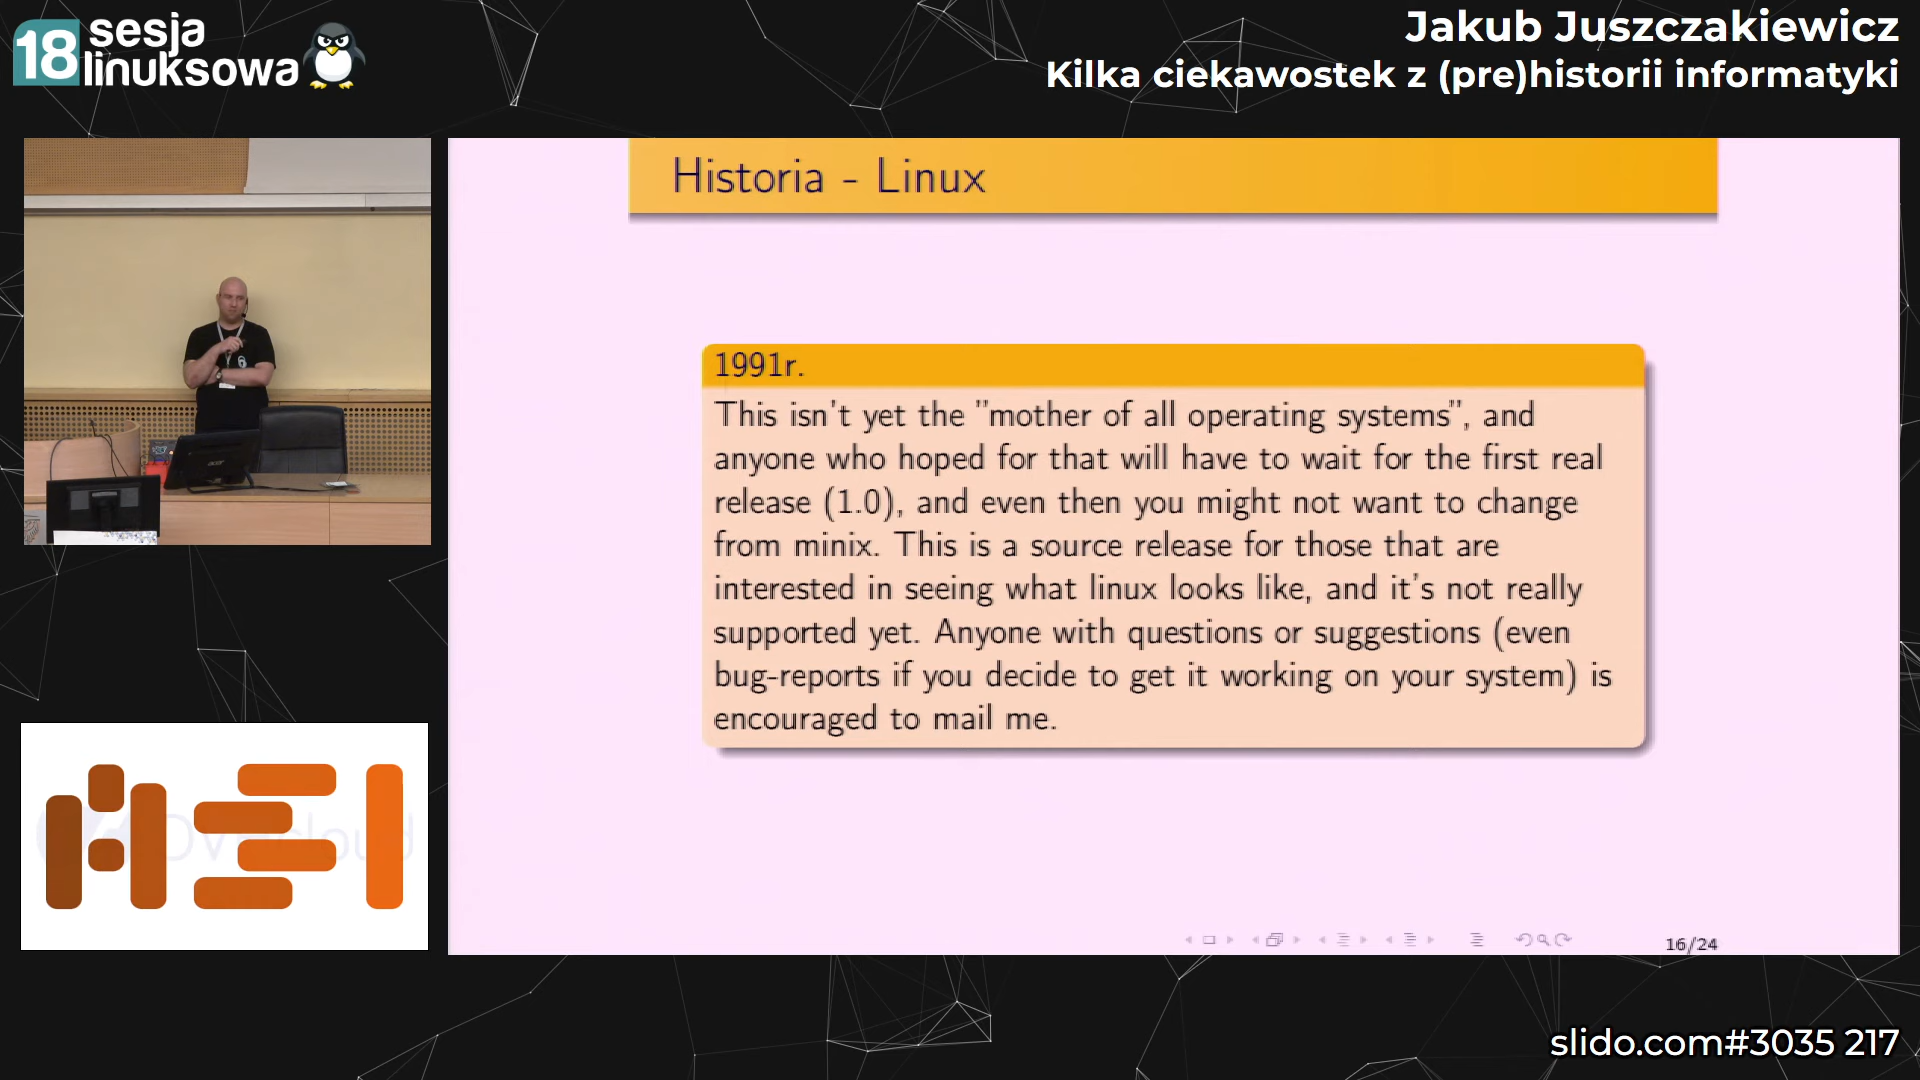 18 sesja
linuksowa
Jakub Juszczakiewicz
Kilka ciekawostek z (pre)historii informatyki
Historia - Linux
1991r.
This isn't yet the "mother of all operating systems", and
anyone who hoped for that will have to wait for the first real
release (1.0), and even then you might not want to change
from minix. This is a source release for those that are
interested in seeing what linux looks like, and it's not really
supported yet. Anyone with questions or suggestions (even
bug-reports if you decide to get it working on your system) is
encouraged to mail me.
16/24
acer
slido.com#3035 217